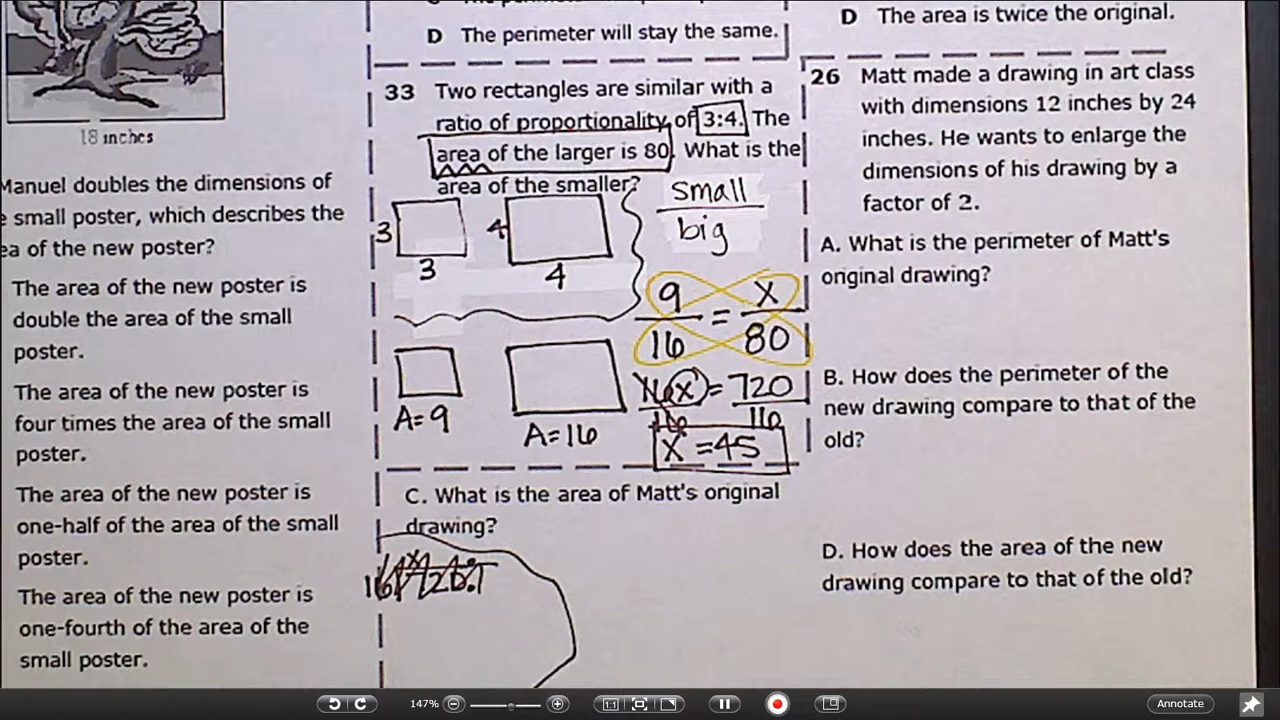 18 inches
Manuel doubles the dimensions of
small poster, which describes the
of the new poster?
The area of the new poster is
double the area of the small
poster.
The area of the new poster is
four times the area of the small
poster.
The area of the new poster is
one-half of the area of the small
poster.
The area of the new poster is
one-fourth of the area of the
small poster.
D The perimeter will stay the same.
33 Two rectangles are similar with a
ratio of proportionality of 3:4. The
area of the larger is 80. What is the
area of the smaller?
small
big
3
4
3
4
9 = x
16 80
16(x) = 720
16 16
x = 45
A=9
A=16
C. What is the area of Matt's original
drawing?
D The area is twice the original.
26 Matt made a drawing in art class
with dimensions 12 inches by 24
inches. He wants to enlarge the
dimensions of his drawing by a
factor of 2.
A. What is the perimeter of Matt's
original drawing?
B. How does the perimeter of the
new drawing compare to that of the
old?
D. How does the area of the new
drawing compare to that of the old?
147%
1:1
Annotate